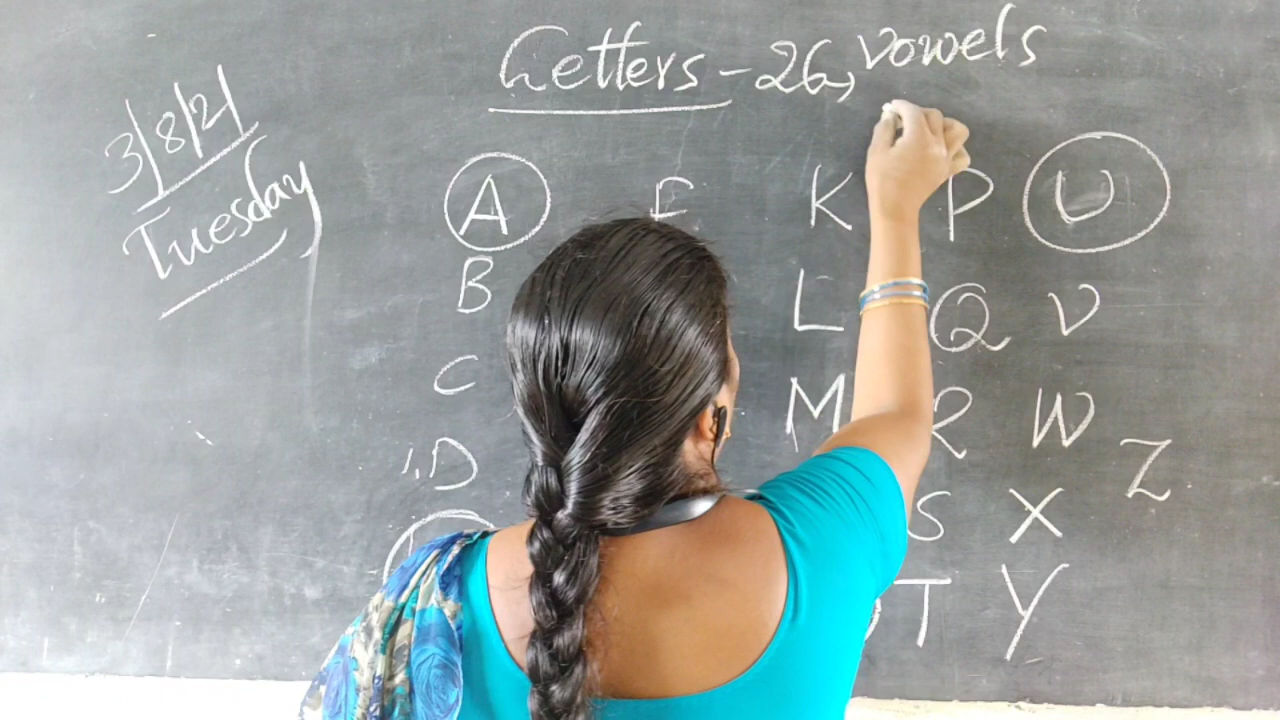 Letters - 26, vowels
3/8/21
Tuesday
A F K P U
B L Q V
C M R W
D S X Z
T Y